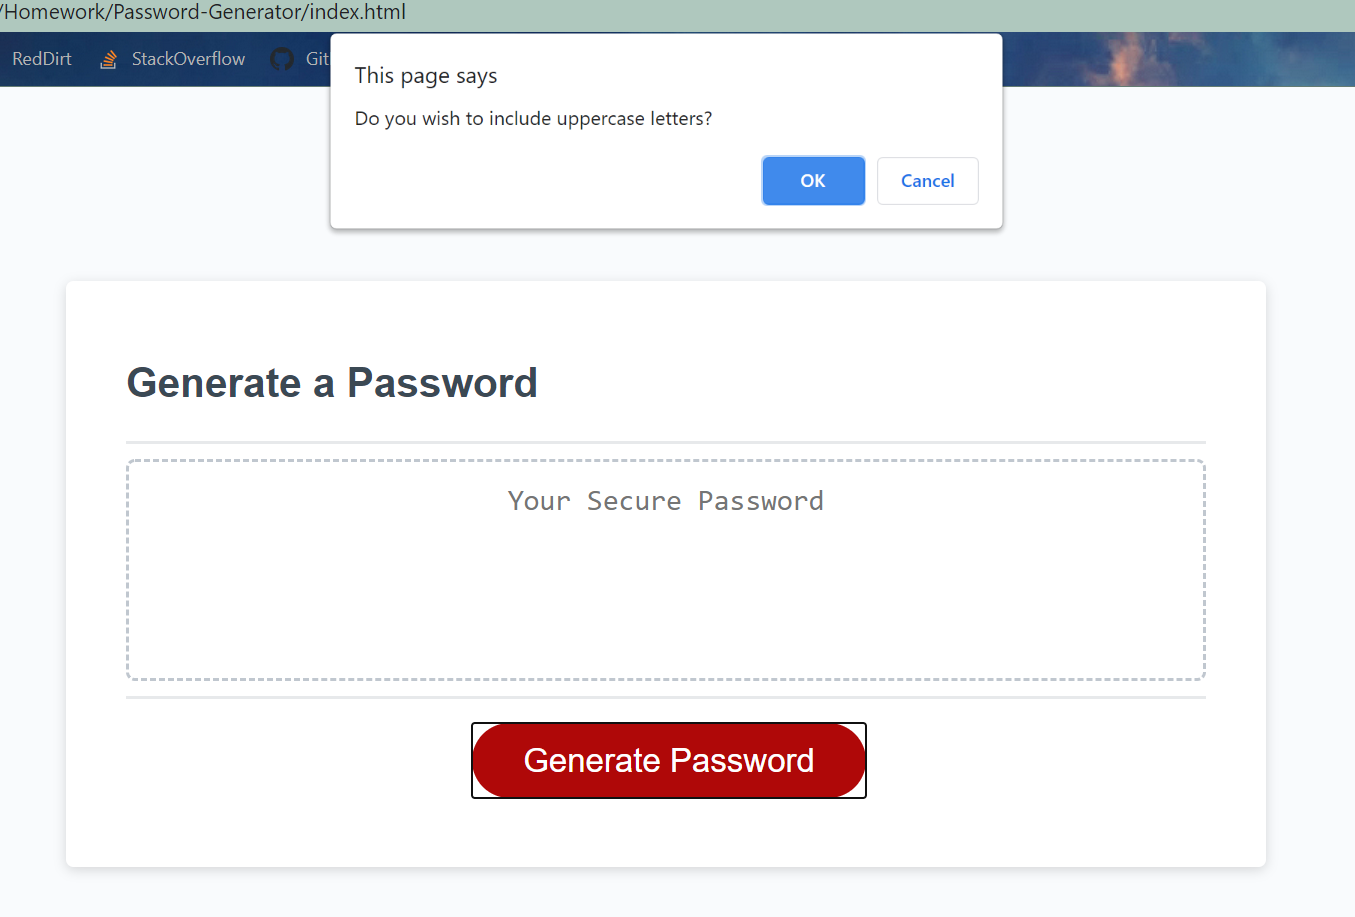 /Homework/Password-Generator/index.html
RedDirt StackOverflow Git
This page says
Do you wish to include uppercase letters?
OK Cancel
Generate a Password
Your Secure Password
Generate Password